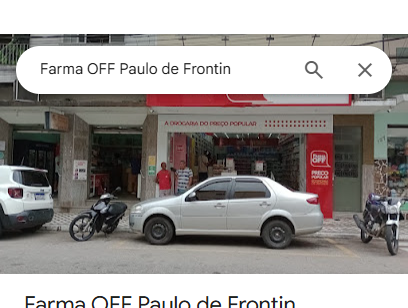 Farma OFF Paulo de Frontin
A DROGARIA DO PREÇO POPULAR
OFF
PREÇO
POPULAR
Farma OFF Paulo de Frontin